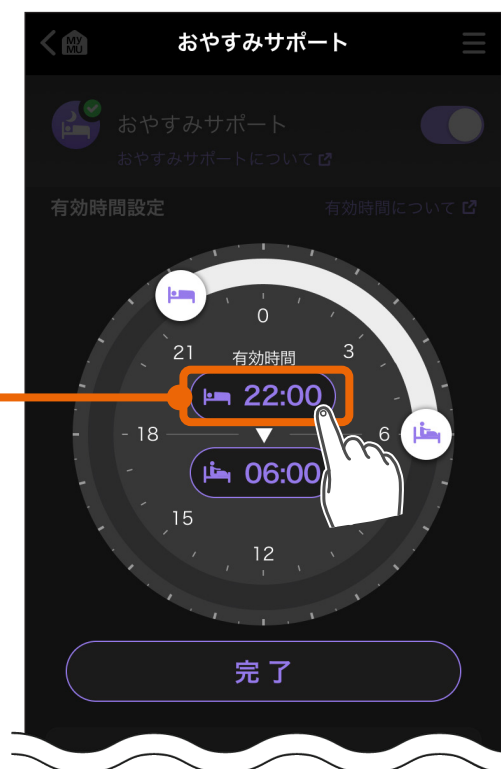 MY
MU
おやすみサポート
おやすみサポート
おやすみサポートについて
有効時間設定
有効時間について
0
21
有効時間
3
22:00
18
6
06:00
15
12
完了